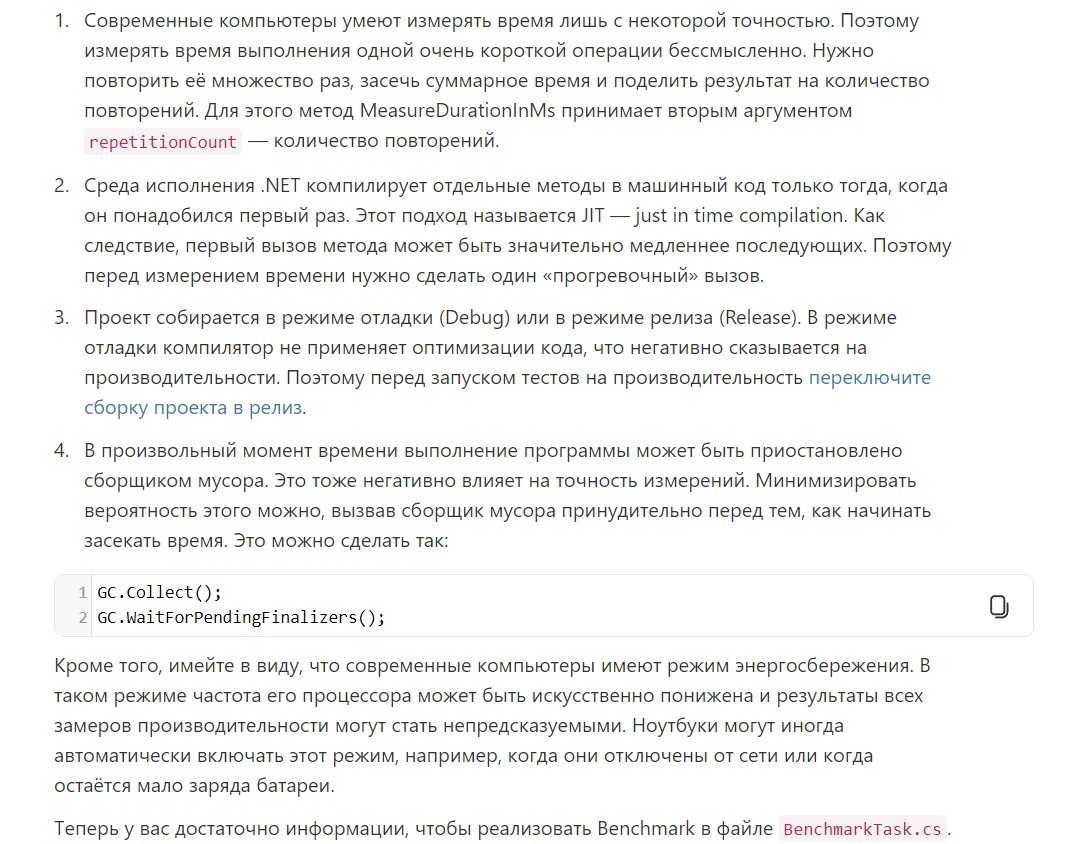 1. Современные компьютеры умеют измерять время лишь с некоторой точностью. Поэтому
измерять время выполнения одной очень короткой операции бессмысленно. Нужно
повторить её множество раз, засечь суммарное время и поделить результат на количество
повторений. Для этого метод MeasureDurationInMs принимает вторым аргументом
repetitionCount — количество повторений.
2. Среда исполнения .NET компилирует отдельные методы в машинный код только тогда, когда
он понадобился первый раз. Этот подход называется JIT — just in time compilation. Как
следствие, первый вызов метода может быть значительно медленнее последующих. Поэтому
перед измерением времени нужно сделать один «прогревочный» вызов.
3. Проект собирается в режиме отладки (Debug) или в режиме релиза (Release). В режиме
отладки компилятор не применяет оптимизации кода, что негативно сказывается на
производительности. Поэтому перед запуском тестов на производительность переключите
сборку проекта в релиз.
4. В произвольный момент времени выполнение программы может быть приостановлено
сборщиком мусора. Это тоже негативно влияет на точность измерений. Минимизировать
вероятность этого можно, вызвав сборщик мусора принудительно перед тем, как начинать
засекать время. Это можно сделать так:
1 GC.Collect();
2 GC.WaitForPendingFinalizers();
Кроме того, имейте в виду, что современные компьютеры имеют режим энергосбережения. В
таком режиме частота его процессора может быть искусственно понижена и результаты всех
замеров производительности могут стать непредсказуемыми. Ноутбуки могут иногда
автоматически включать этот режим, например, когда они отключены от сети или когда
остаётся мало заряда батареи.
Теперь у вас достаточно информации, чтобы реализовать Benchmark в файле BenchmarkTask.cs.